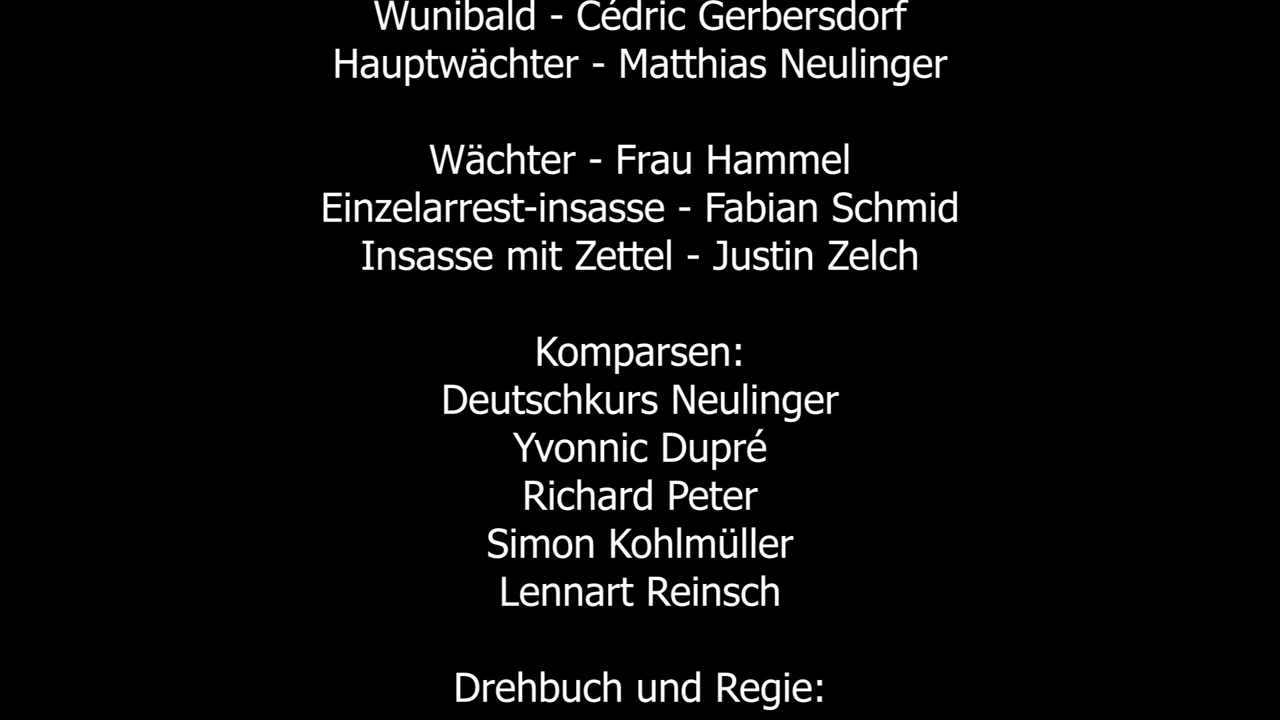 Wunibald - Cédric Gerbersdorf
Hauptwächter - Matthias Neulinger
Wächter - Frau Hammel
Einzelarrest-insasse - Fabian Schmid
Insasse mit Zettel - Justin Zelch
Komparsen:
Deutschkurs Neulinger
Yvonnic Dupré
Richard Peter
Simon Kohlmüller
Lennart Reinsch
Drehbuch und Regie: